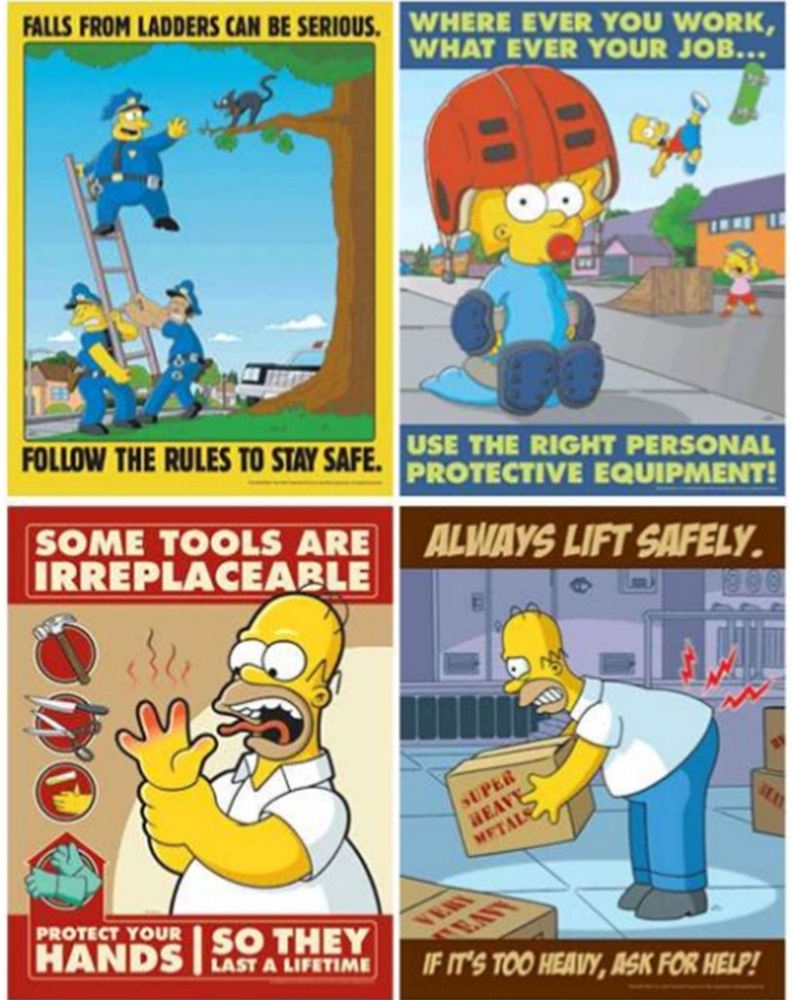 FALLS FROM LADDERS CAN BE SERIOUS.
FOLLOW THE RULES TO STAY SAFE.
WHERE EVER YOU WORK,
WHAT EVER YOUR JOB...
USE THE RIGHT PERSONAL
PROTECTIVE EQUIPMENT!
SOME TOOLS ARE
IRREPLACEABLE
PROTECT YOUR
HANDS
SO THEY
LAST A LIFETIME
ALWAYS LIFT SAFELY.
SUPER
HEAVY
METALS
VERY
HEAVY
IF IT'S TOO HEAVY, ASK FOR HELP!